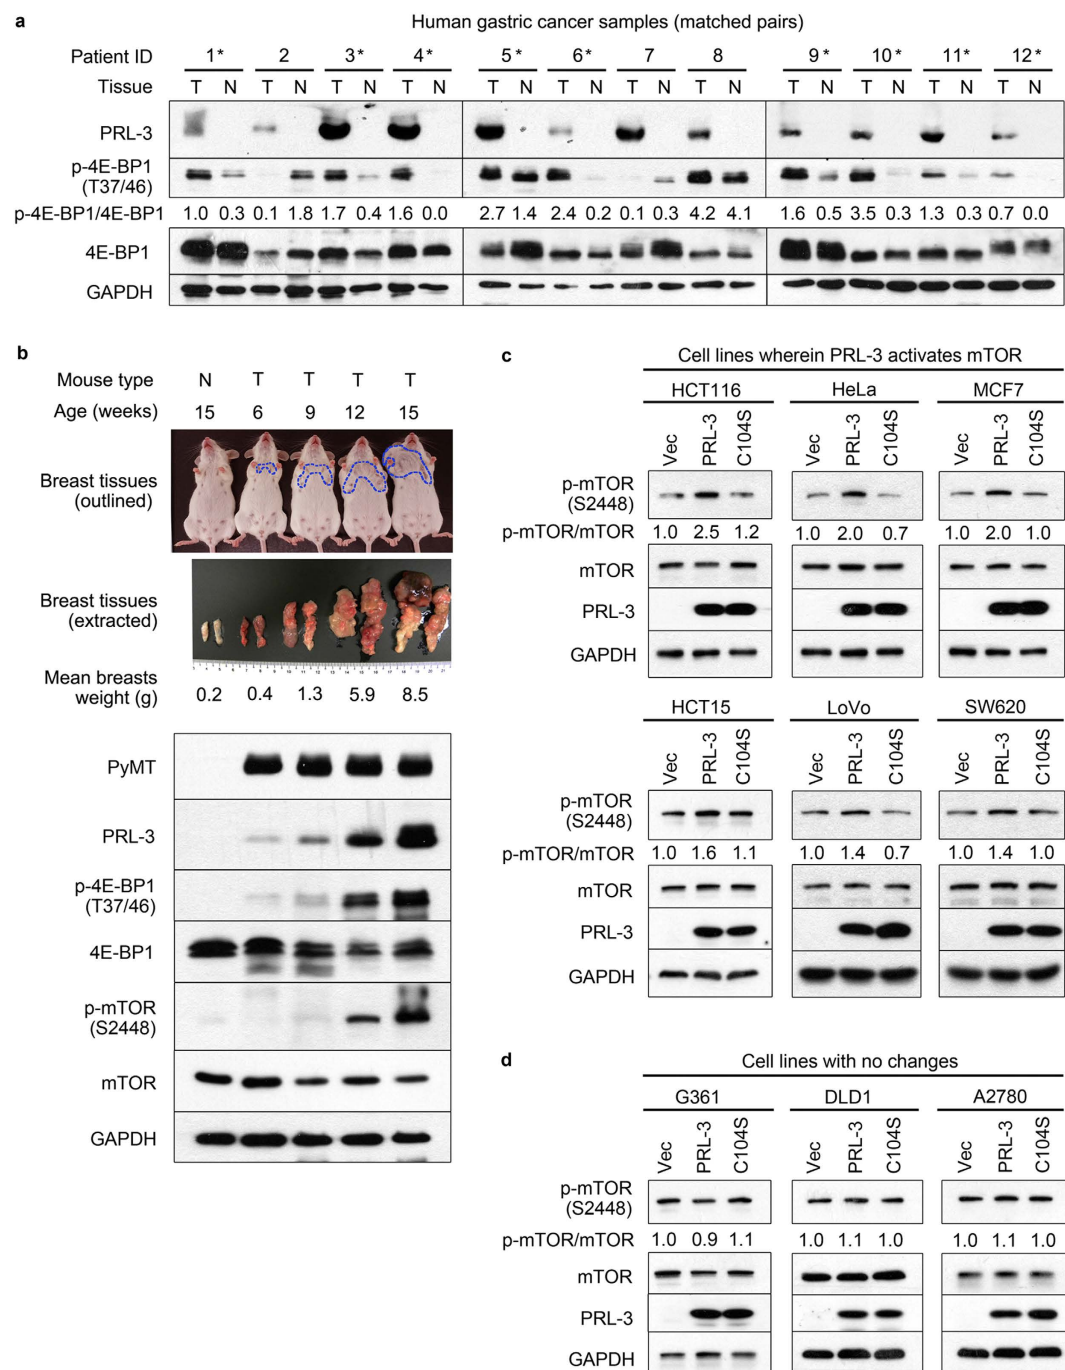 a
Human gastric cancer samples (matched pairs)
Patient ID 1* 2 3* 4* 5* 6* 7 8 9* 10* 11* 12*
Tissue T N T N T N T N T N T N T N T N T N T N T N T N
PRL-3
p-4E-BP1
(T37/46)
p-4E-BP1/4E-BP1 1.0 0.3 0.1 1.8 1.7 0.4 1.6 0.0 2.7 1.4 2.4 0.2 0.1 0.3 4.2 4.1 1.6 0.5 3.5 0.3 1.3 0.3 0.7 0.0
4E-BP1
GAPDH
b
Mouse type N T T T T
Age (weeks) 15 6 9 12 15
Breast tissues
(outlined)
Breast tissues
(extracted)
Mean breasts
weight (g) 0.2 0.4 1.3 5.9 8.5
PyMT
PRL-3
p-4E-BP1
(T37/46)
4E-BP1
p-mTOR
(S2448)
mTOR
GAPDH
c
Cell lines wherein PRL-3 activates mTOR
HCT116 HeLa MCF7
Vec PRL-3 C104S Vec PRL-3 C104S Vec PRL-3 C104S
p-mTOR
(S2448)
p-mTOR/mTOR 1.0 2.5 1.2 1.0 2.0 0.7 1.0 2.0 1.0
mTOR
PRL-3
GAPDH
HCT15 LoVo SW620
Vec PRL-3 C104S Vec PRL-3 C104S Vec PRL-3 C104S
p-mTOR
(S2448)
p-mTOR/mTOR 1.0 1.6 1.1 1.0 1.4 0.7 1.0 1.4 1.0
mTOR
PRL-3
GAPDH
d
Cell lines with no changes
G361 DLD1 A2780
Vec PRL-3 C104S Vec PRL-3 C104S Vec PRL-3 C104S
p-mTOR
(S2448)
p-mTOR/mTOR 1.0 0.9 1.1 1.0 1.1 1.0 1.0 1.1 1.0
mTOR
PRL-3
GAPDH